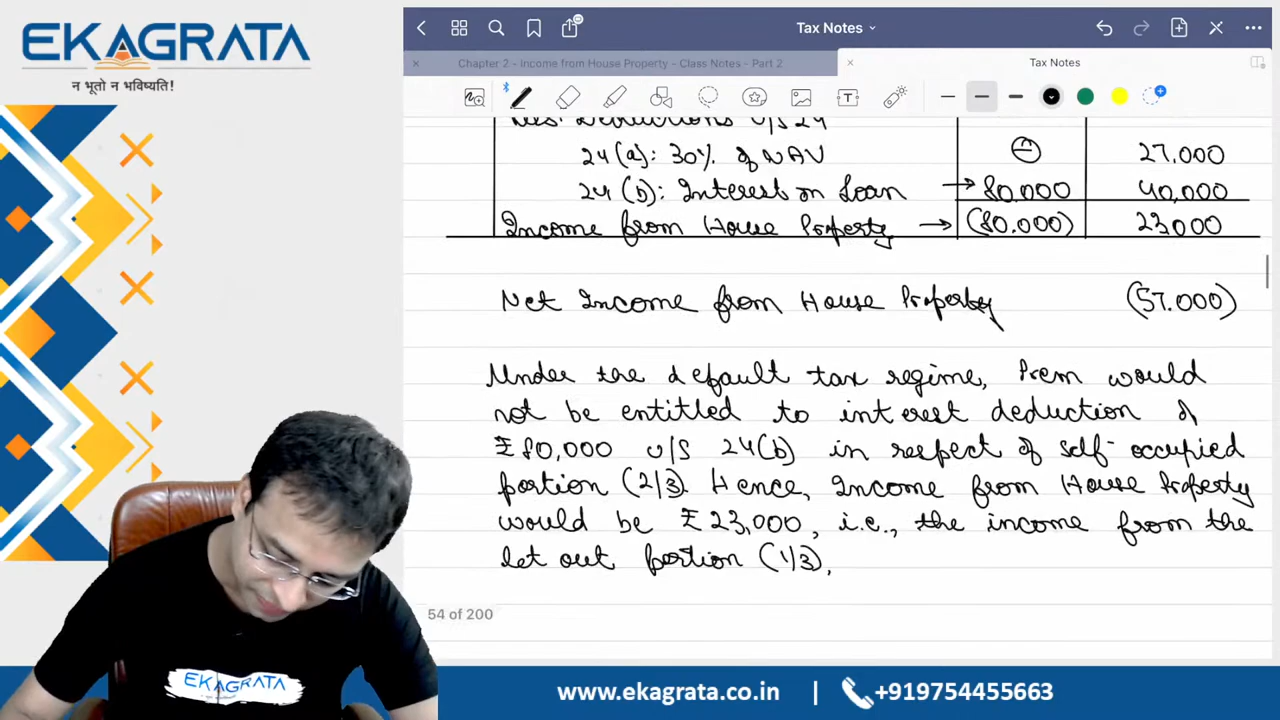 EKAGRATA
न भूतो न भविष्यति!
Tax Notes
Chapter 2 - Income from House Property - Class Notes - Part 2
Tax Notes
Less: Deductions u/s 24
24(a): 30% of NAV 27,000
24(b): Interest on Loan → 80,000 40,000
Income from House Property → (80,000) 23,000
Net Income from House Property (57,000)
Under the default tax regime, Prem would
not be entitled to interest deduction of
₹80,000 u/s 24(b) in respect of self-occupied
portion (2/3). Hence, Income from House Property
would be ₹23,000, i.e., the income from the
let out portion (1/3).
54 of 200
EKAGRATA
www.ekagrata.co.in | +919754455663